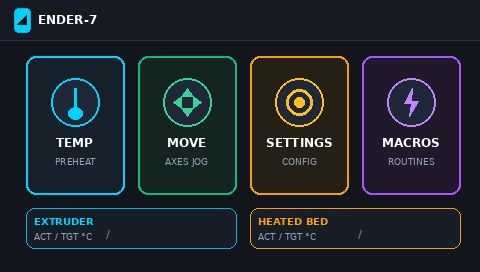 ENDER-7
TEMP
PREHEAT
MOVE
AXES JOG
SETTINGS
CONFIG
MACROS
ROUTINES
EXTRUDER
ACT / TGT °C /
HEATED BED
ACT / TGT °C /